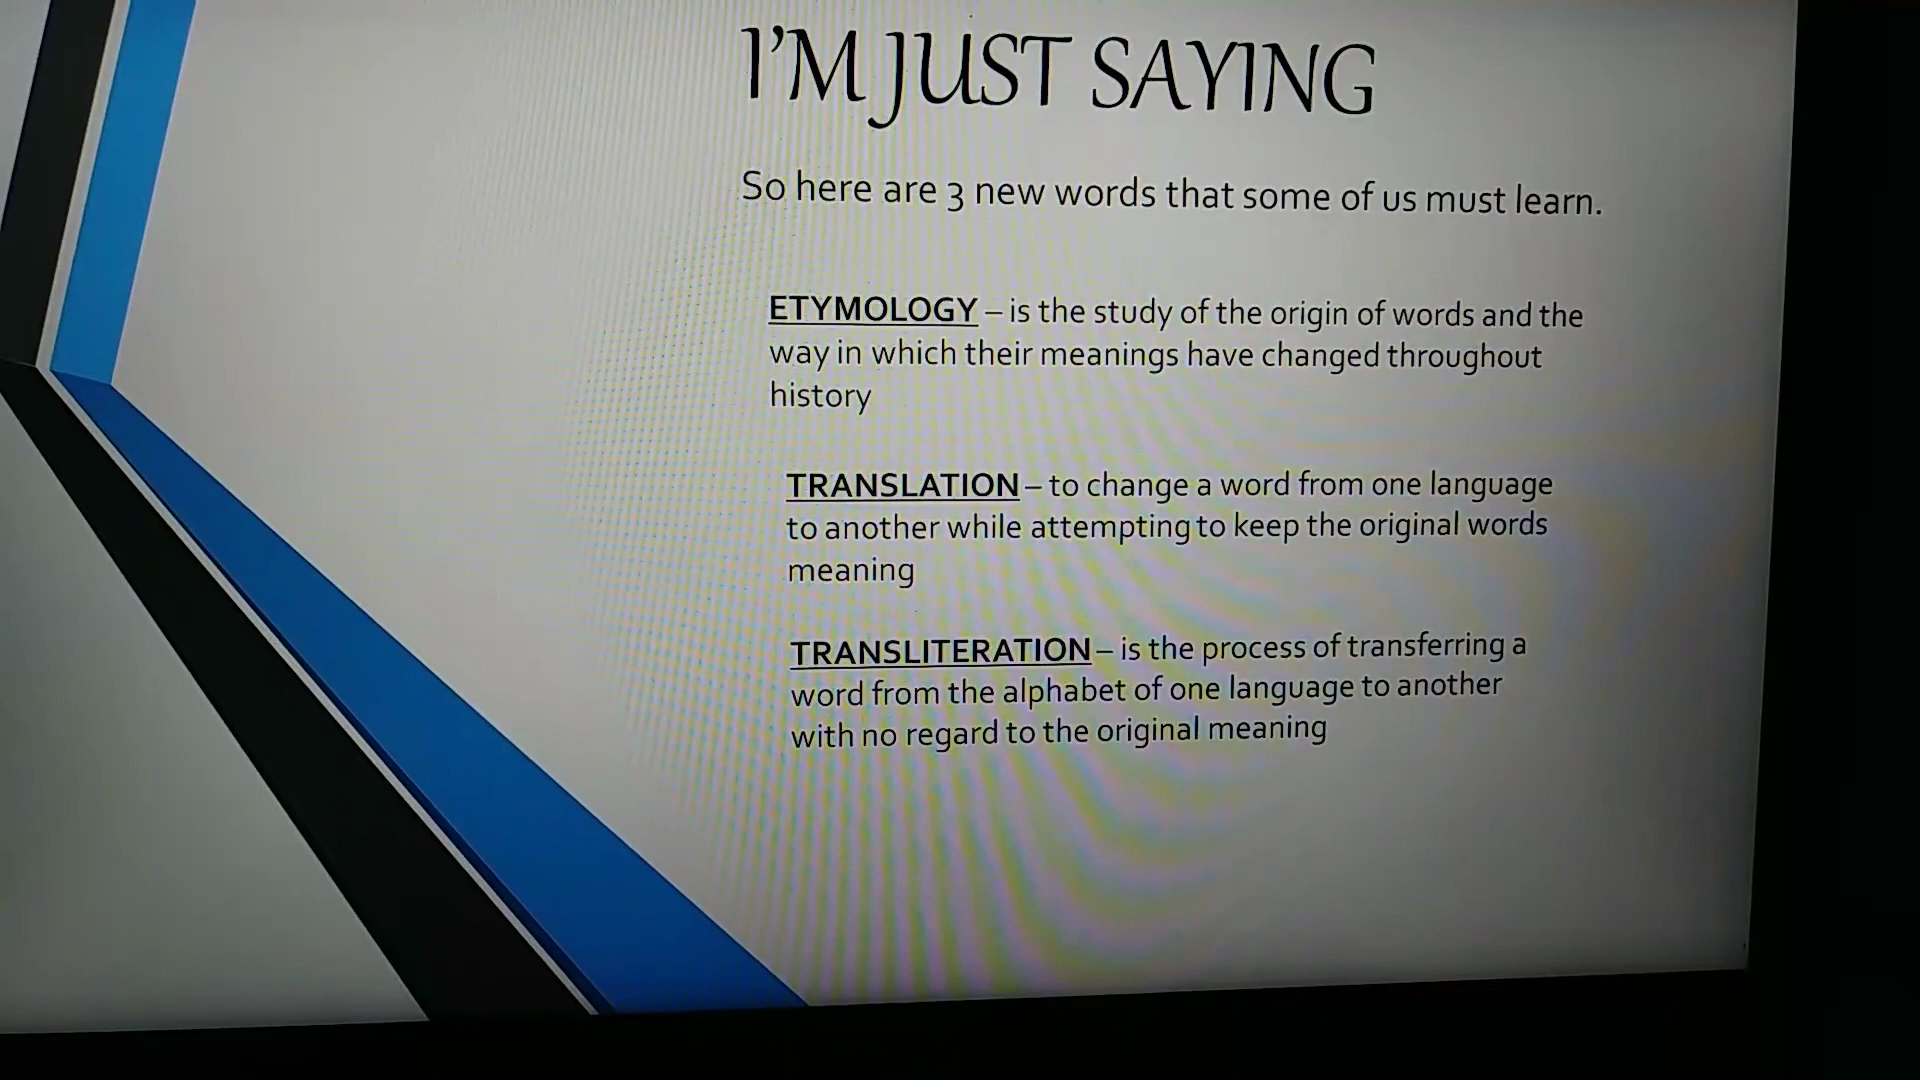 I'M JUST SAYING
So here are 3 new words that some of us must learn.
ETYMOLOGY – is the study of the origin of words and the
way in which their meanings have changed throughout
history
TRANSLATION – to change a word from one language
to another while attempting to keep the original words
meaning
TRANSLITERATION – is the process of transferring a
word from the alphabet of one language to another
with no regard to the original meaning